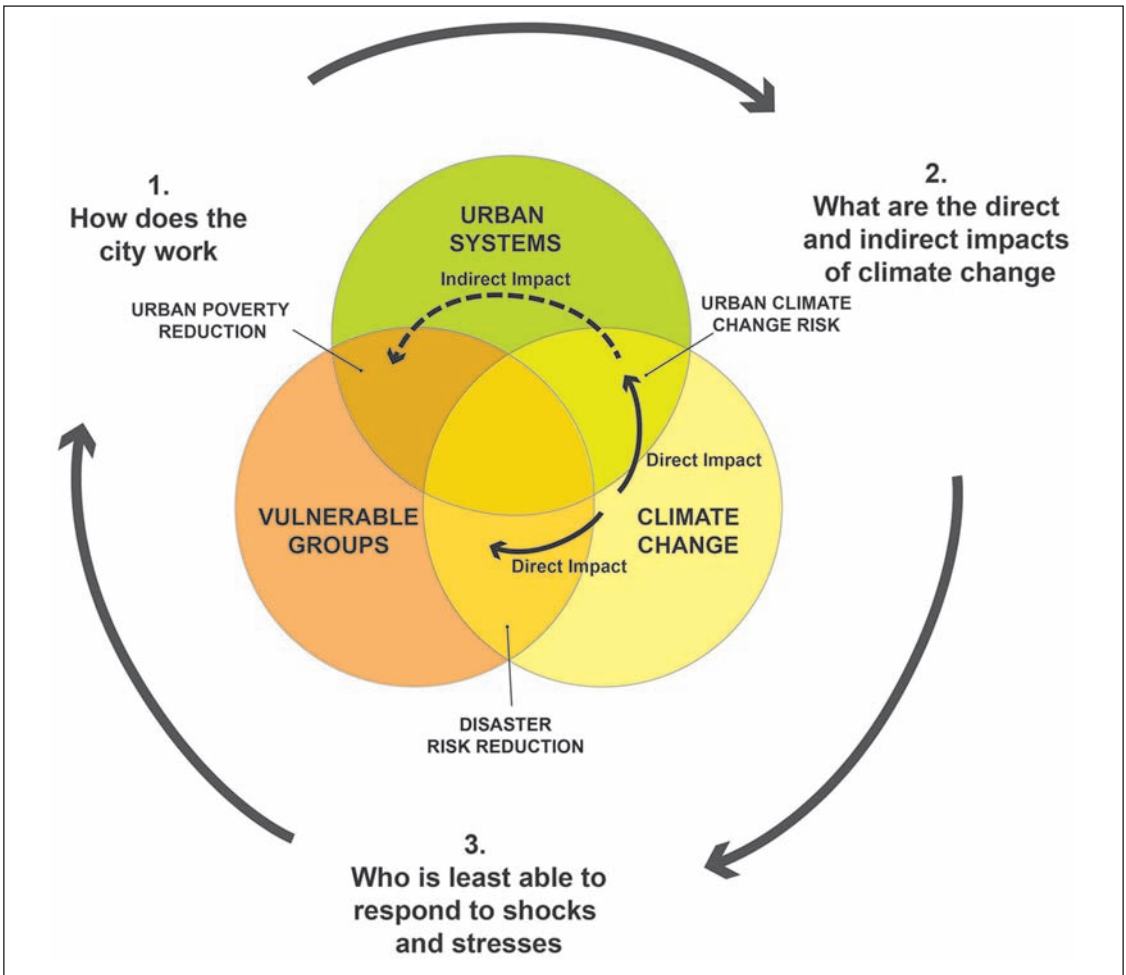 1.
How does the
city work
2.
What are the direct
and indirect impacts
of climate change
URBAN
SYSTEMS
Indirect Impact
URBAN POVERTY
REDUCTION
URBAN CLIMATE
CHANGE RISK
Direct Impact
VULNERABLE
GROUPS
CLIMATE
CHANGE
Direct Impact
DISASTER
RISK REDUCTION
3.
Who is least able to
respond to shocks
and stresses